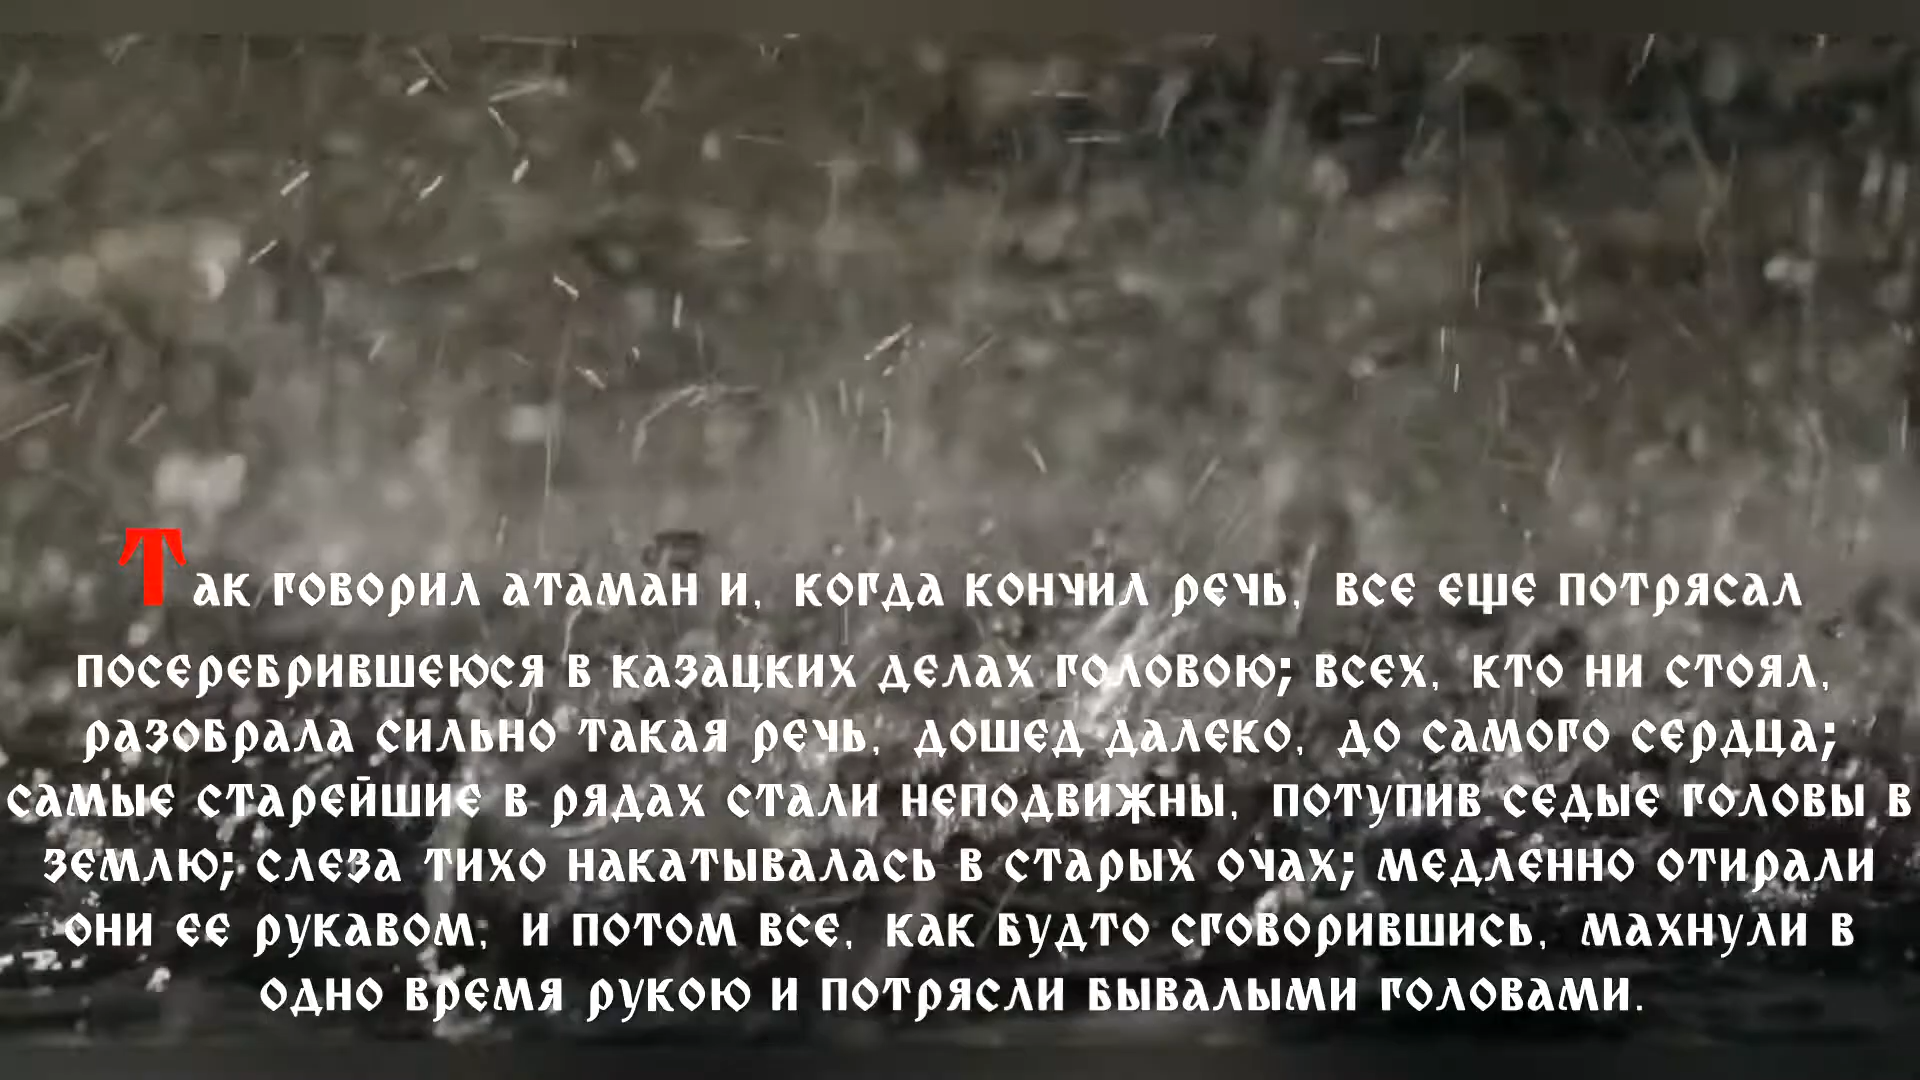 Так говорил атаман и, когда кончил речь, все еще потрясал
посеребрившеюся в казацких делах головою; всех, кто ни стоял,
разобрала сильно такая речь, дошед далеко, до самого сердца;
самые старейшие в рядах стали неподвижны, потупив седые головы в
землю; слеза тихо накатывалась в старых очах; медленно отирали
они ее рукавом; и потом все, как будто сговорившись, махнули в
одно время рукою и потрясли бывалыми головами.